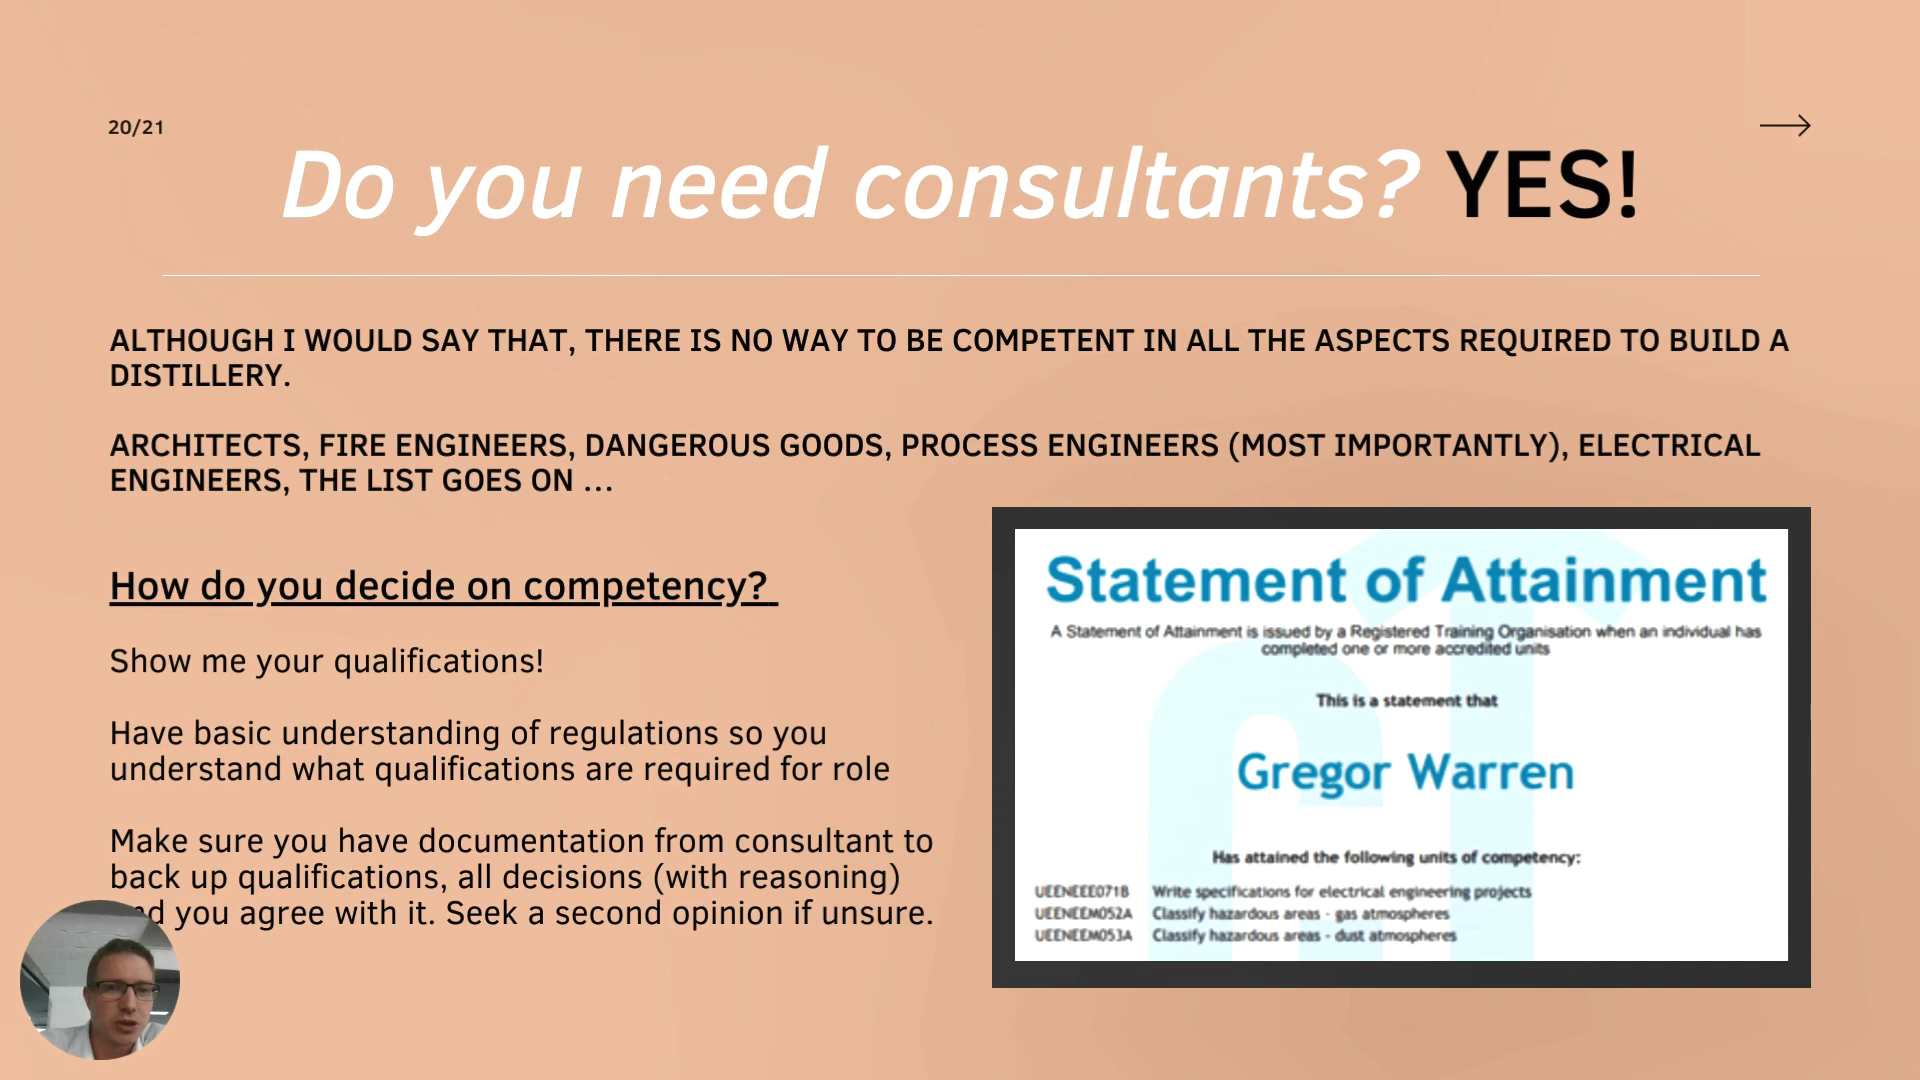 20/21
Do you need consultants? YES!
ALTHOUGH I WOULD SAY THAT, THERE IS NO WAY TO BE COMPETENT IN ALL THE ASPECTS REQUIRED TO BUILD A
DISTILLERY.
ARCHITECTS, FIRE ENGINEERS, DANGEROUS GOODS, PROCESS ENGINEERS (MOST IMPORTANTLY), ELECTRICAL
ENGINEERS, THE LIST GOES ON ...
How do you decide on competency?
Show me your qualifications!
Have basic understanding of regulations so you
understand what qualifications are required for role
Make sure you have documentation from consultant to
back up qualifications, all decisions (with reasoning)
you agree with it. Seek a second opinion if unsure.
Statement of Attainment
A Statement of Attainment is issued by a Registered Training Organisation when an individual has
completed one or more accredited units
This is a statement that
Gregor Warren
Has attained the following units of competency:
UEENEEE071B Write specifications for electrical engineering projects
UEENEEM052A Classify hazardous areas - gas atmospheres
UEENEEM053A Classify hazardous areas - dust atmospheres